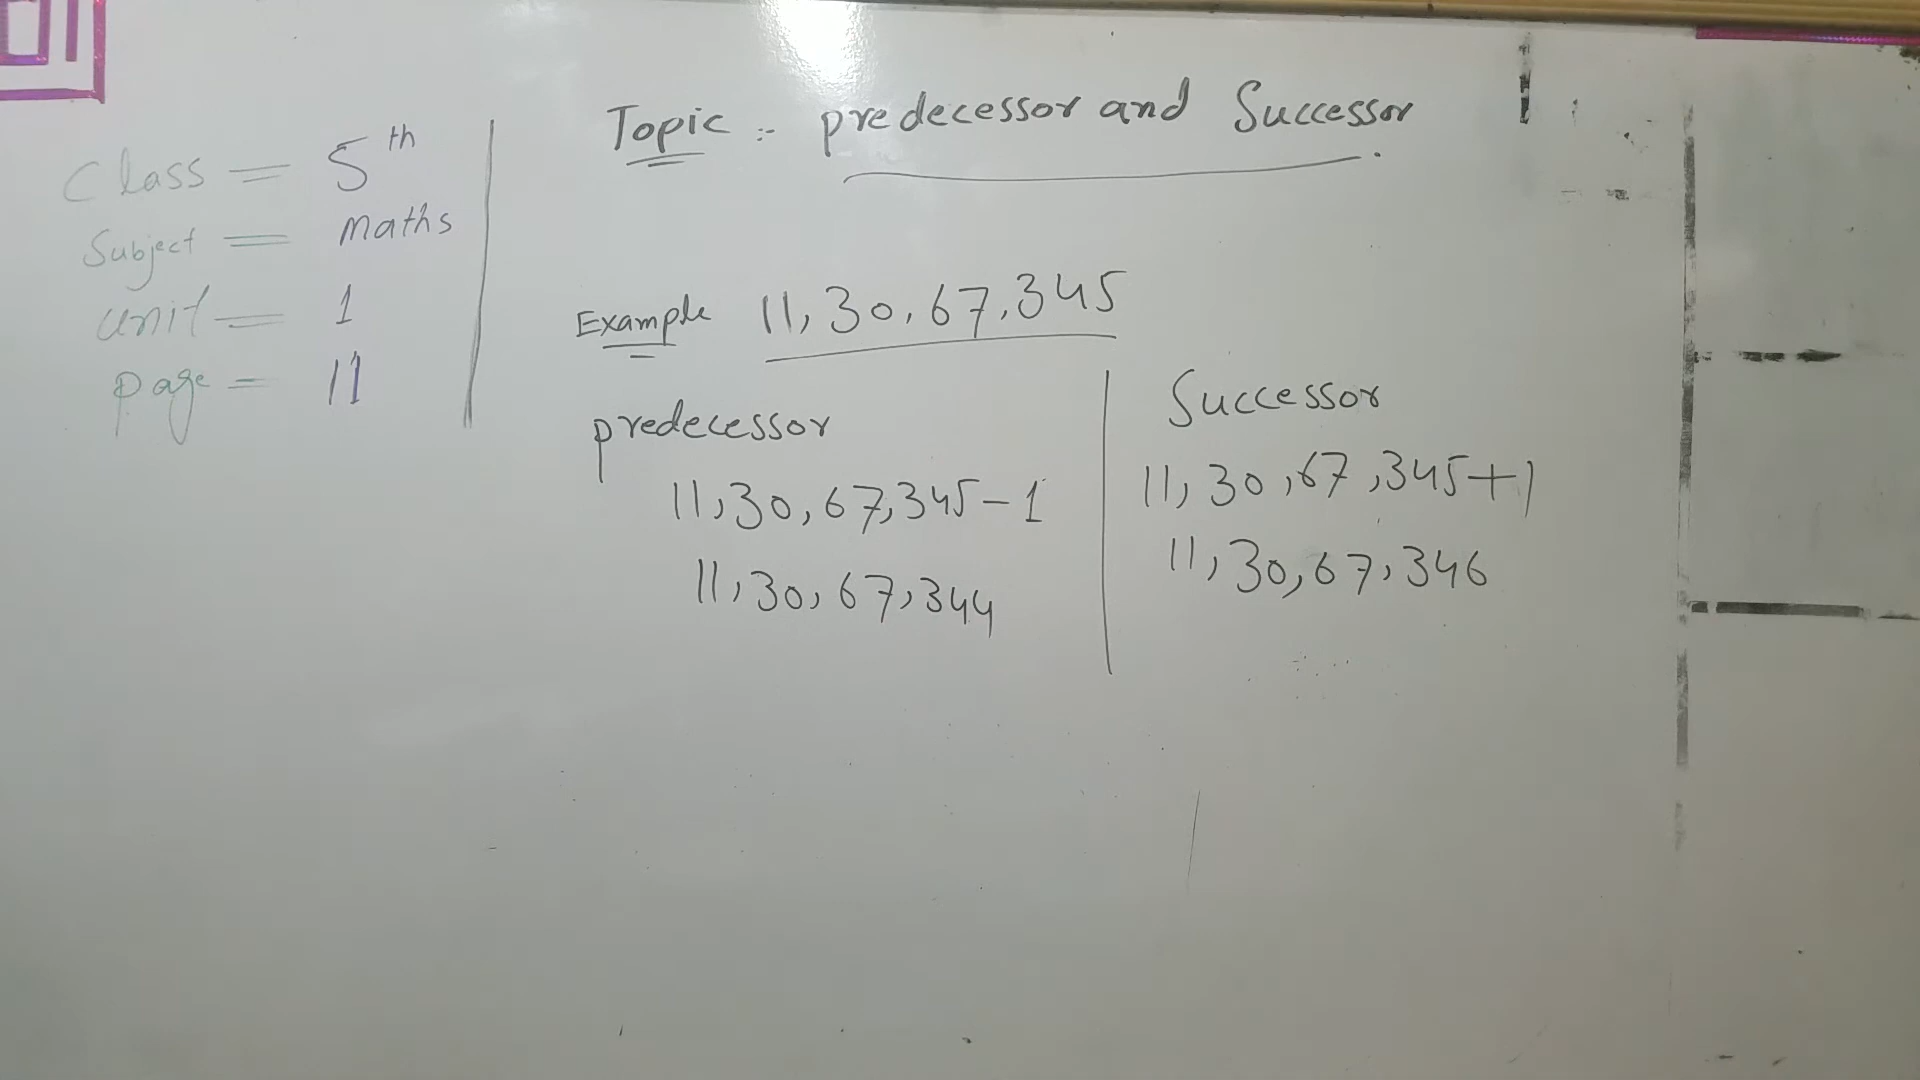 Class = 5th
Subject = Maths
unit = 1
page = 11
Topic :- predecessor and Successor
Example 11,30,67,345
predecessor
11,30,67,345-1
11,30,67,344
Successor
11,30,67,345+1
11,30,67,346